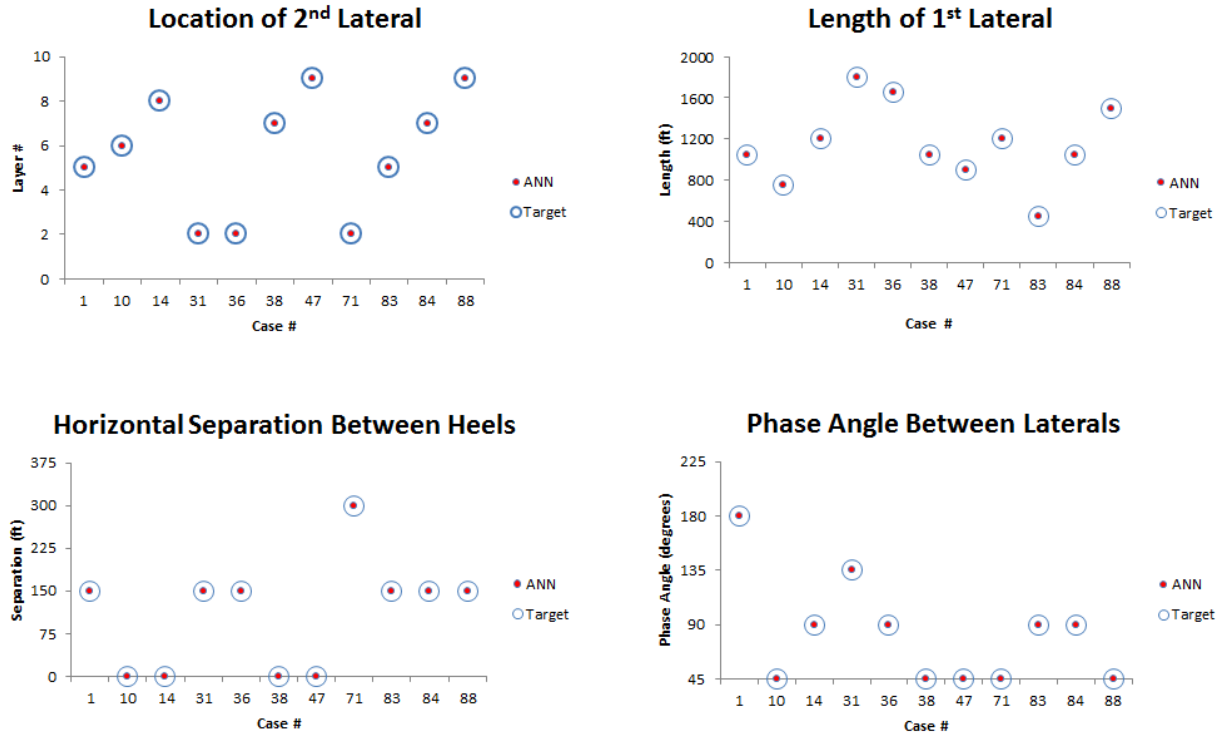 Location of 2nd Lateral
10
8
6
4
2
0
Layer #
1 10 14 31 36 38 47 71 83 84 88
Case #
ANN
Target
Length of 1st Lateral
2000
1600
1200
800
400
0
Length (ft)
1 10 14 31 36 38 47 71 83 84 88
Case #
ANN
Target
Horizontal Separation Between Heels
375
300
225
150
75
0
Separation (ft)
1 10 14 31 36 38 47 71 83 84 88
Case #
ANN
Target
Phase Angle Between Laterals
225
180
135
90
45
Phase Angle (degrees)
1 10 14 31 36 38 47 71 83 84 88
Case #
ANN
Target